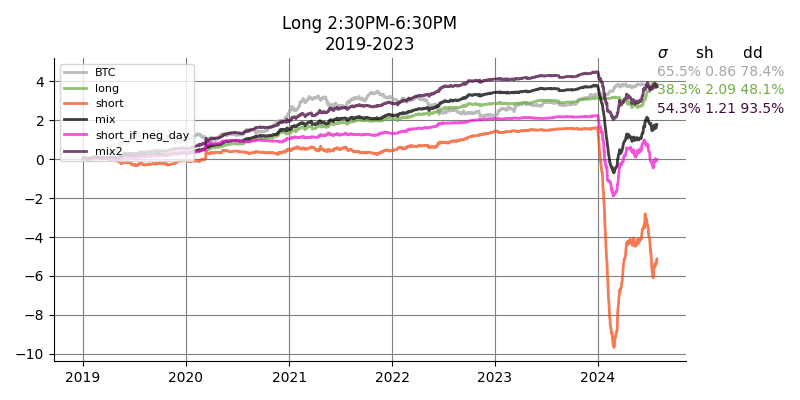 Long 2:30PM-6:30PM
2019-2023
σ sh dd
65.5% 0.86 78.4%
38.3% 2.09 48.1%
54.3% 1.21 93.5%
BTC
long
short
mix
short_if_neg_day
mix2
4
2
0
−2
−4
−6
−8
−10
2019 2020 2021 2022 2023 2024